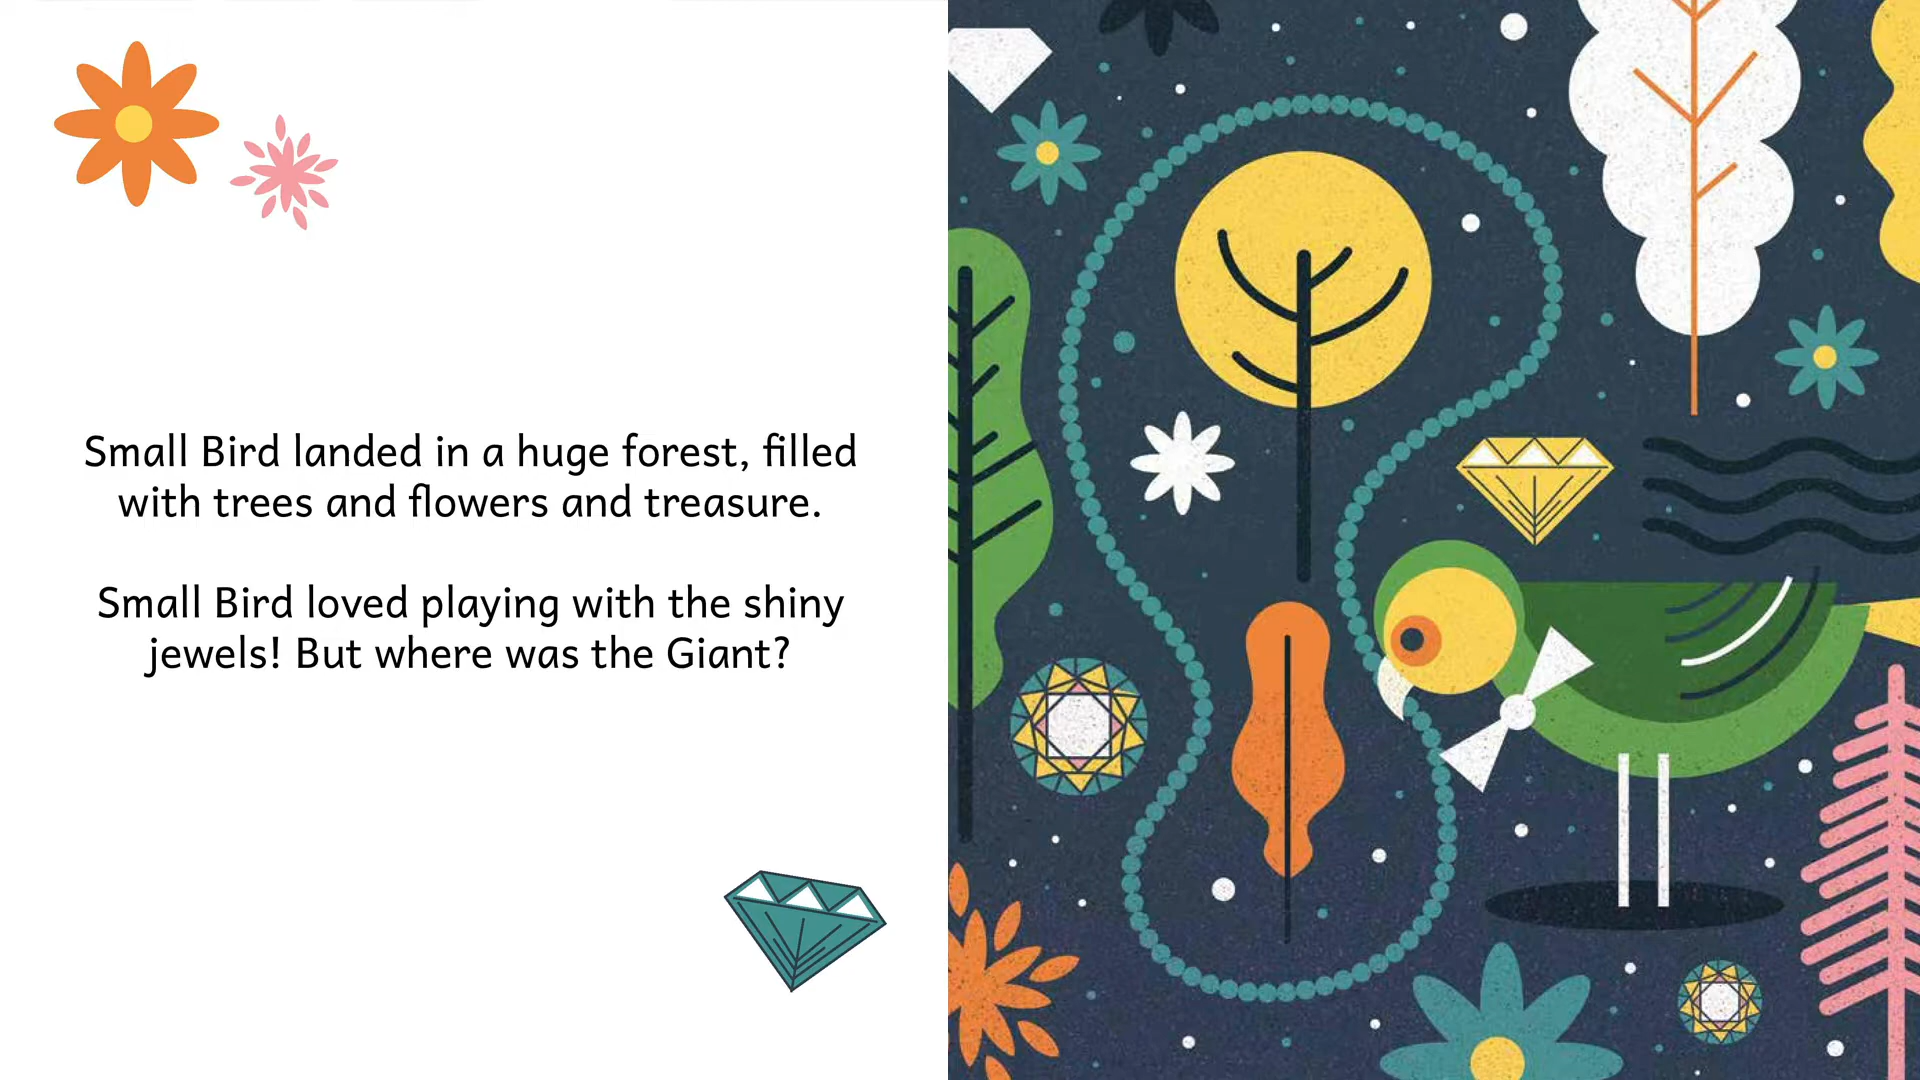 Small Bird landed in a huge forest, filled
with trees and flowers and treasure.
Small Bird loved playing with the shiny
jewels! But where was the Giant?